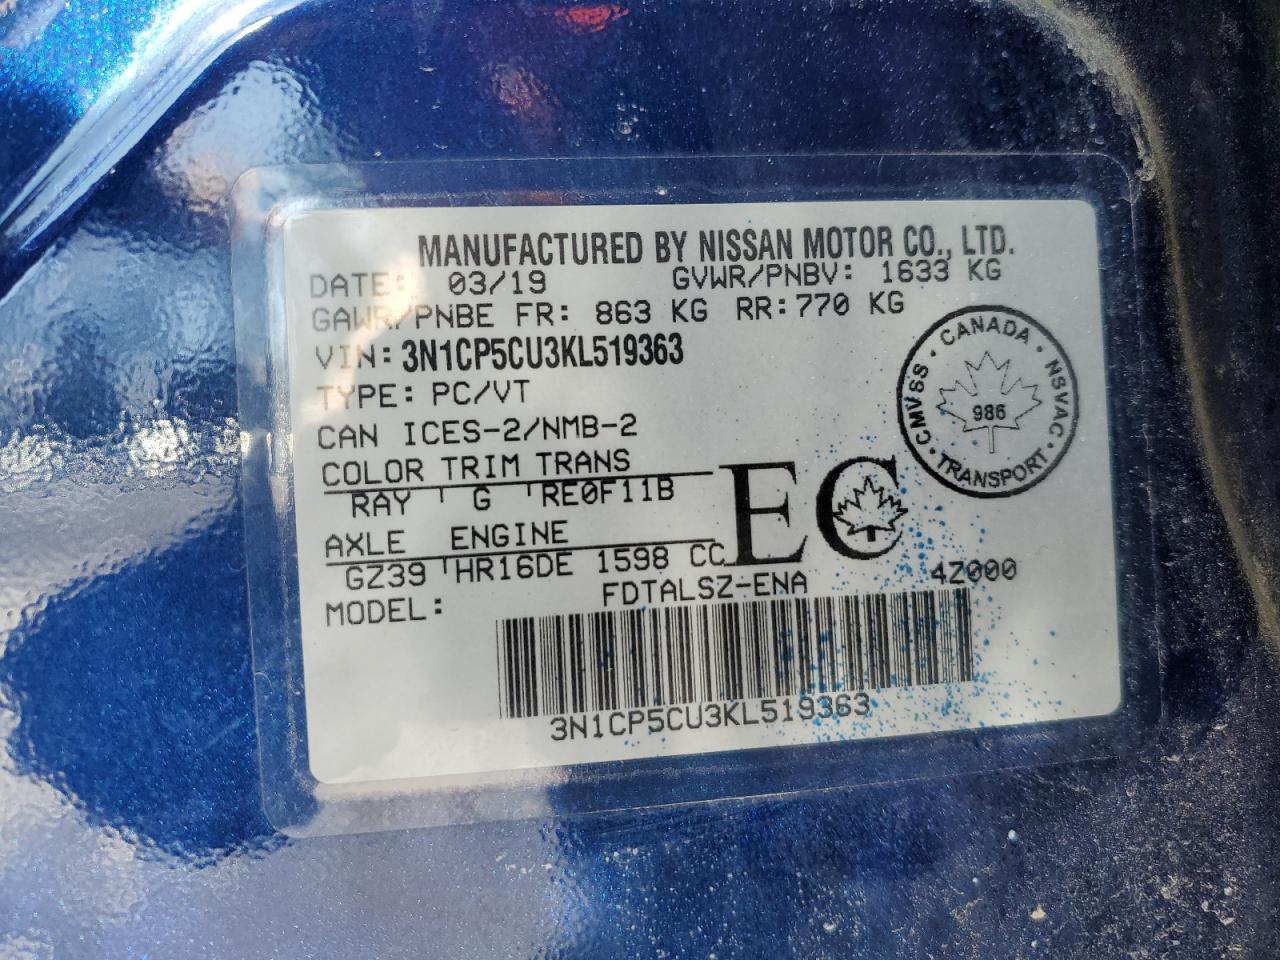 MANUFACTURED BY NISSAN MOTOR CO., LTD.
DATE: 03/19 GVWR/PNBV: 1633 KG
GAWR/PNBE FR: 863 KG RR: 770 KG
VIN: 3N1CP5CU3KL519363
TYPE: PC/VT
CAN ICES-2/NMB-2
COLOR TRIM TRANS
RAY G RE0F11B
AXLE ENGINE
GZ39 HR16DE 1598 CC
MODEL: FDTALSZ-ENA 4Z000
3N1CP5CU3KL519363
EC
CANADA · NSVAC · TRANSPORT · CMVSS ·
986